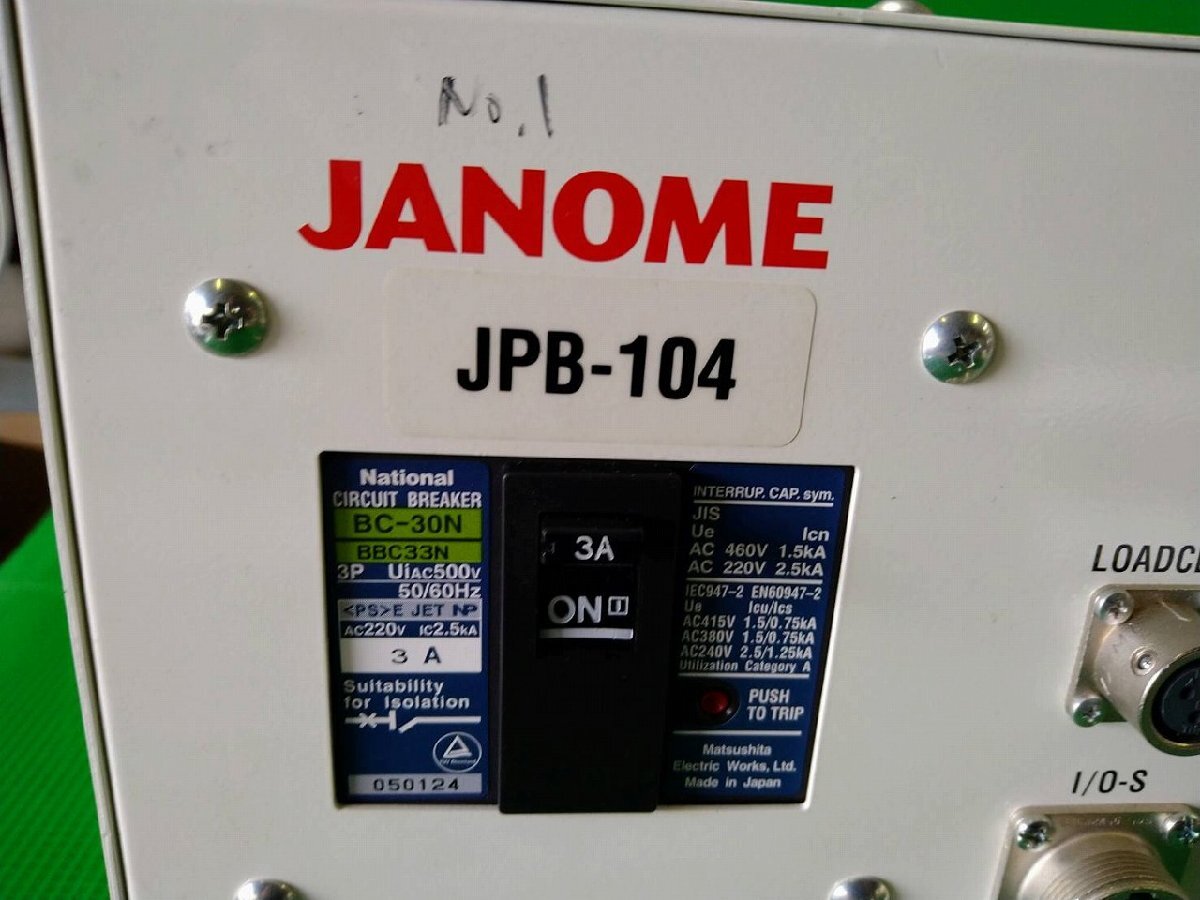 No.1
JANOME
JPB-104
National
CIRCUIT BREAKER
BC-30N
BBC33N
3P UiAC500V
50/60Hz
<PS>E JET NP
AC220V IC2.5kA
3 A
Suitability
for Isolation
050124
3A
ON
INTERRUP. CAP. sym.
JIS
Ue Icn
AC 460V 1.5kA
AC 220V 2.5kA
IEC947-2 EN60947-2
Ue Icu/Ics
AC415V 1.5/0.75kA
AC380V 1.5/0.75kA
AC240V 2.5/1.25kA
Utilization Category A
PUSH
TO TRIP
Matsushita
Electric Works, Ltd.
Made in Japan
LOADCE
I/O-S